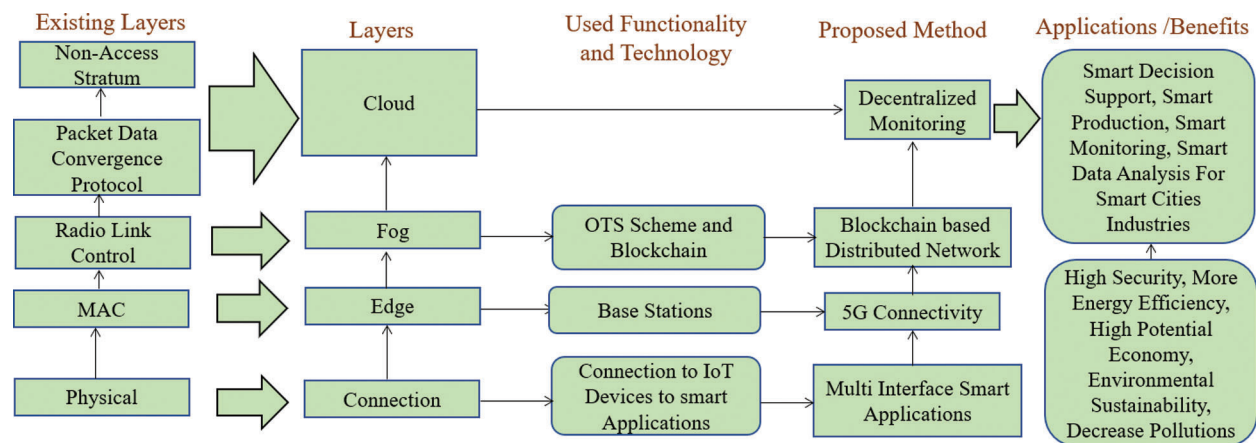 Existing Layers
Non-Access
Stratum
Packet Data
Convergence
Protocol
Radio Link
Control
MAC
Physical
Layers
Cloud
Fog
Edge
Connection
Used Functionality
and Technology
OTS Scheme and
Blockchain
Base Stations
Connection to IoT
Devices to smart
Applications
Proposed Method
Decentralized
Monitoring
Blockchain based
Distributed Network
5G Connectivity
Multi Interface Smart
Applications
Applications /Benefits
Smart Decision
Support, Smart
Production, Smart
Monitoring, Smart
Data Analysis For
Smart Cities
Industries
High Security, More
Energy Efficiency,
High Potential
Economy,
Environmental
Sustainability,
Decrease Pollutions